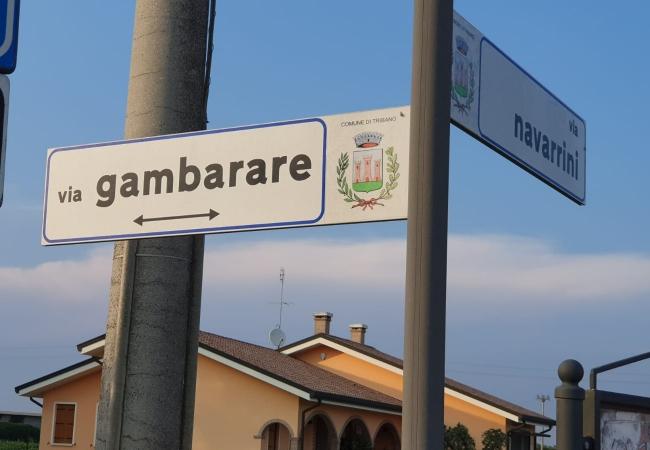 via gambarare
COMUNE DI TRIBANO
via
navarrini